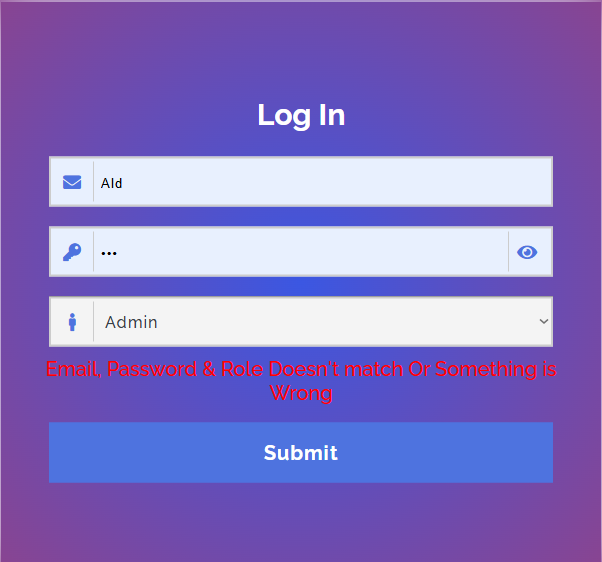 Log In
Ald
•••
Admin
Email, Password & Role Doesn't match Or Something is
Wrong
Submit